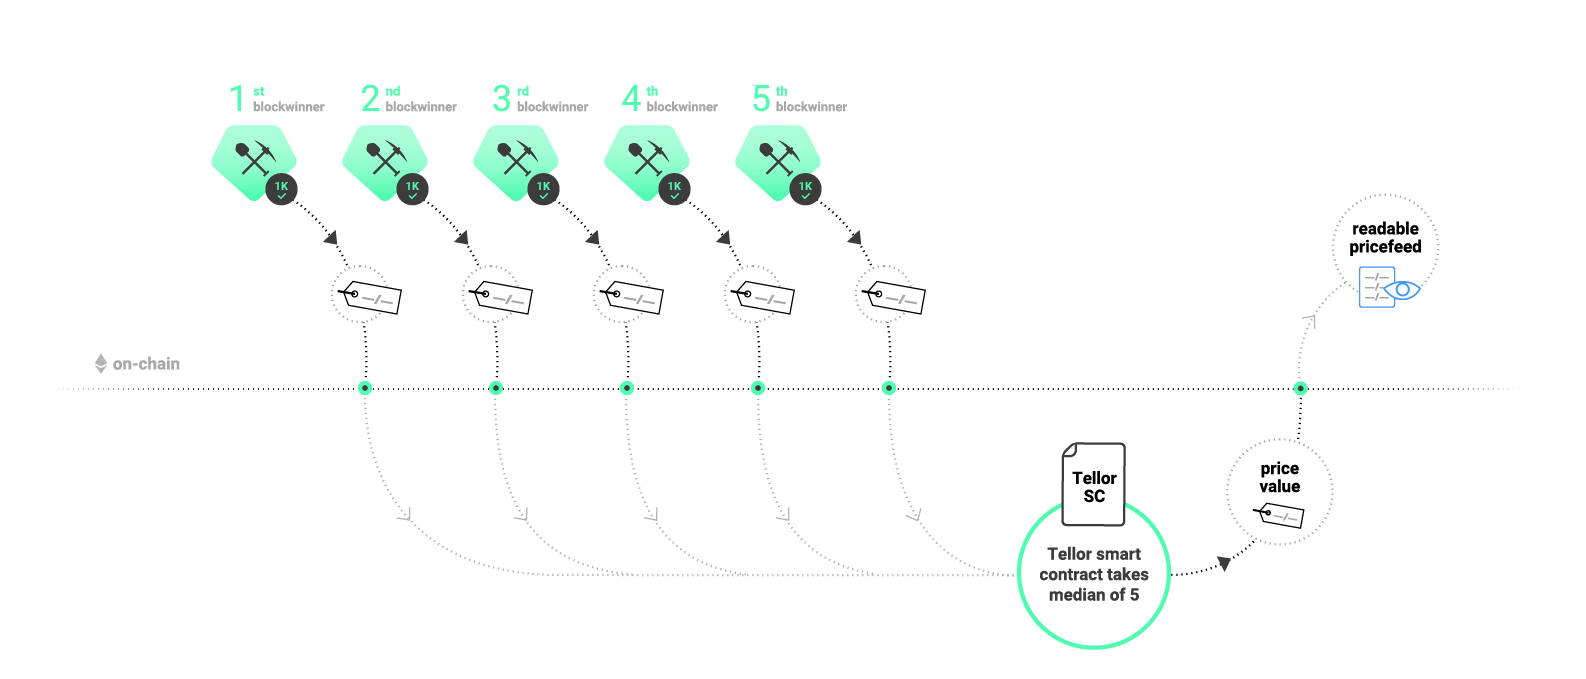 1 st blockwinner
2 nd blockwinner
3 rd blockwinner
4 th blockwinner
5 th blockwinner
1K
1K
1K
1K
1K
readable
pricefeed
on-chain
Tellor
SC
price
value
Tellor smart
contract takes
median of 5